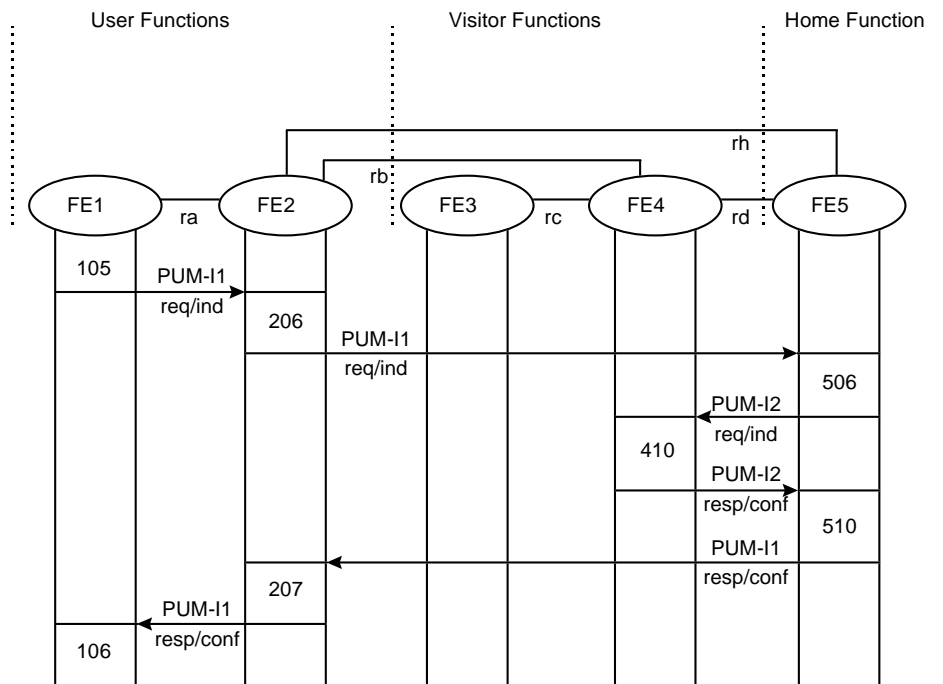 User Functions
Visitor Functions
Home Function
rh
rb
FE1
FE2
FE3
FE4
FE5
ra
rc
rd
105
PUM-I1
req/ind
206
PUM-I1
req/ind
506
PUM-I2
req/ind
410
PUM-I2
resp/conf
510
PUM-I1
resp/conf
207
PUM-I1
resp/conf
106